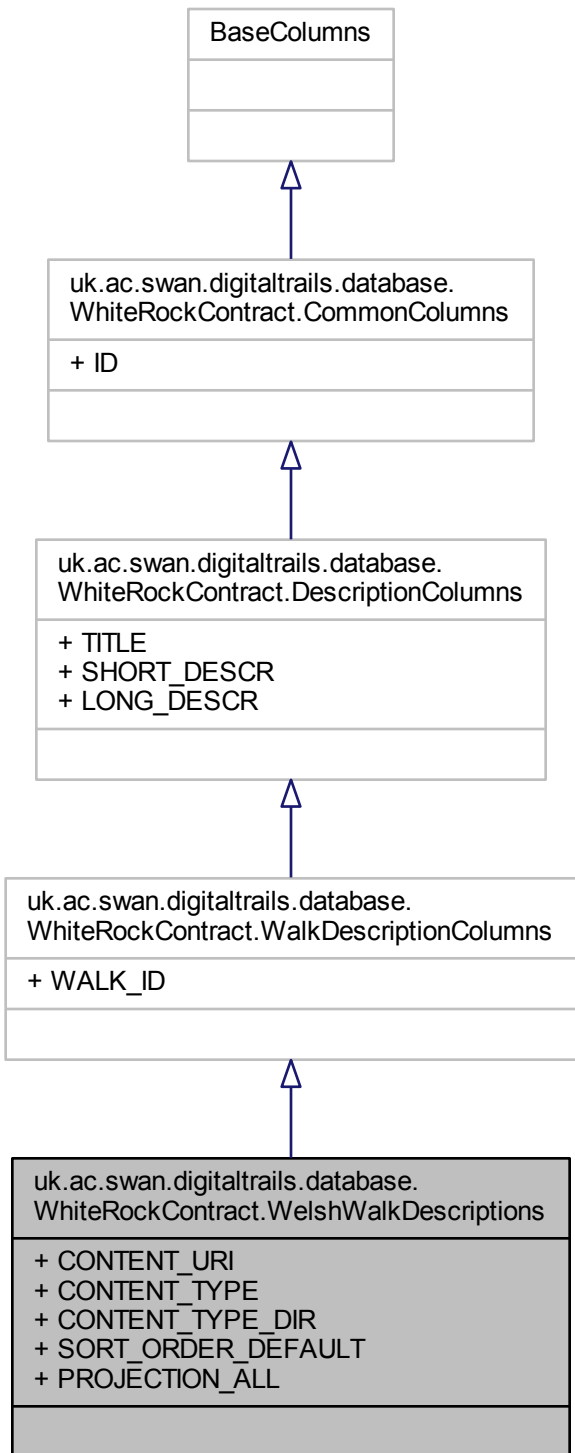 BaseColumns
uk.ac.swan.digitaltrails.database.
WhiteRockContract.CommonColumns
+ ID
uk.ac.swan.digitaltrails.database.
WhiteRockContract.DescriptionColumns
+ TITLE
+ SHORT_DESCR
+ LONG_DESCR
uk.ac.swan.digitaltrails.database.
WhiteRockContract.WalkDescriptionColumns
+ WALK_ID
uk.ac.swan.digitaltrails.database.
WhiteRockContract.WelshWalkDescriptions
+ CONTENT_URI
+ CONTENT_TYPE
+ CONTENT_TYPE_DIR
+ SORT_ORDER_DEFAULT
+ PROJECTION_ALL